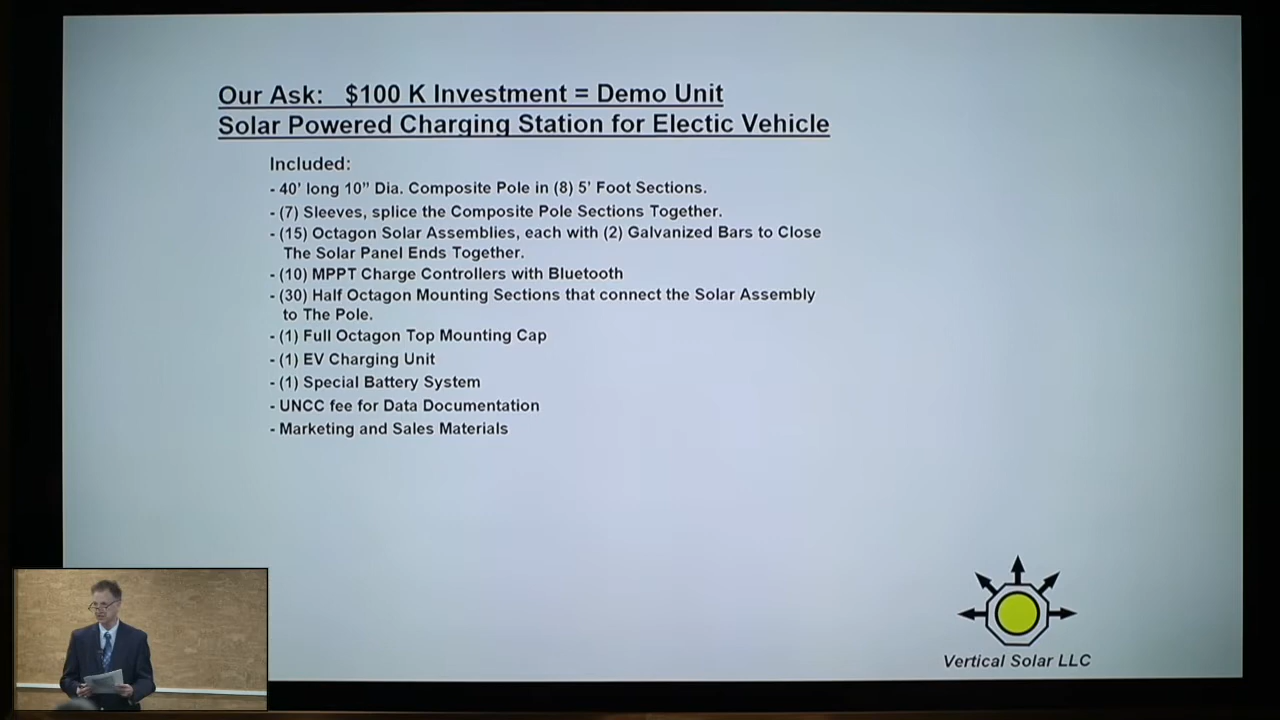 Our Ask: $100 K Investment = Demo Unit
Solar Powered Charging Station for Electic Vehicle
Included:
- 40' long 10” Dia. Composite Pole in (8) 5' Foot Sections.
- (7) Sleeves, splice the Composite Pole Sections Together.
- (15) Octagon Solar Assemblies, each with (2) Galvanized Bars to Close
The Solar Panel Ends Together.
- (10) MPPT Charge Controllers with Bluetooth
- (30) Half Octagon Mounting Sections that connect the Solar Assembly
to The Pole.
- (1) Full Octagon Top Mounting Cap
- (1) EV Charging Unit
- (1) Special Battery System
- UNCC fee for Data Documentation
- Marketing and Sales Materials
Vertical Solar LLC